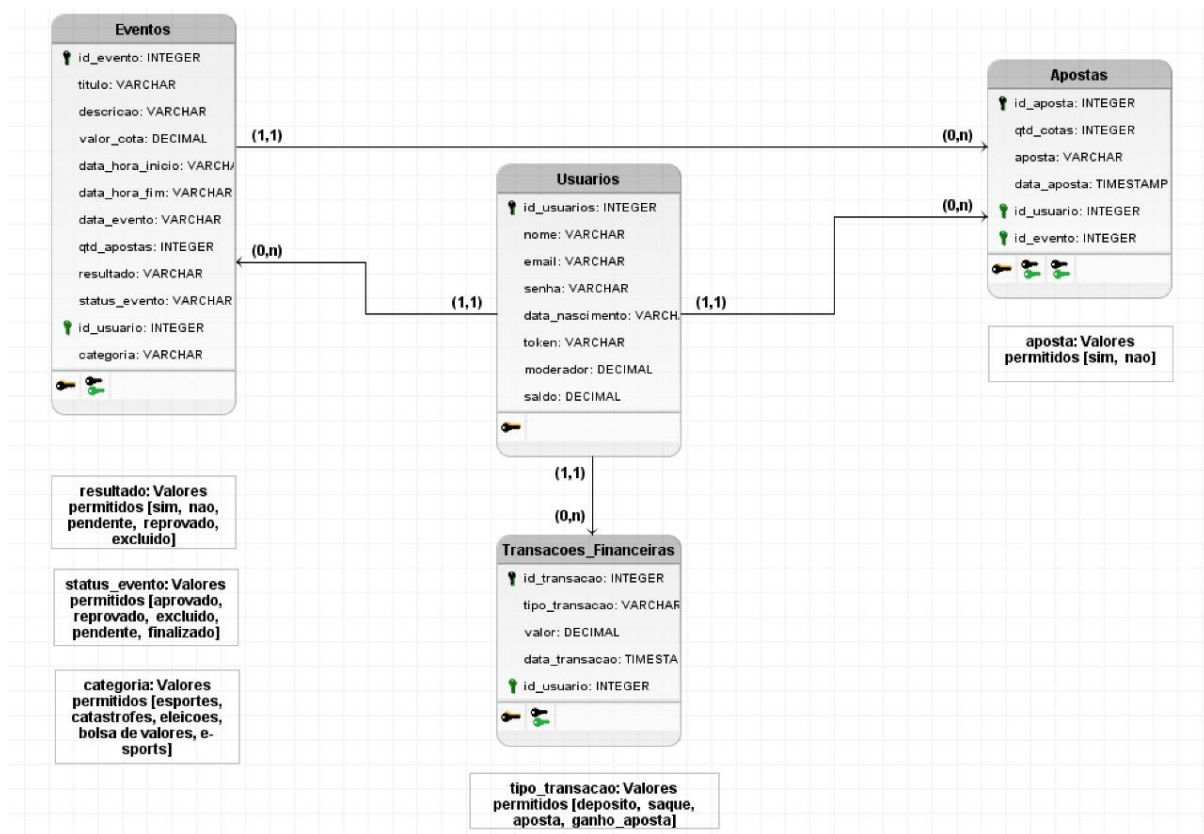 Eventos
id_evento: INTEGER
titulo: VARCHAR
descricao: VARCHAR
valor_cota: DECIMAL
data_hora_inicio: VARCHA
data_hora_fim: VARCHAR
data_evento: VARCHAR
qtd_apostas: INTEGER
resultado: VARCHAR
status_evento: VARCHAR
id_usuario: INTEGER
categoria: VARCHAR
(1,1)
(0,n)
(0,n)
(1,1)
(1,1)
(0,n)
Usuarios
id_usuarios: INTEGER
nome: VARCHAR
email: VARCHAR
senha: VARCHAR
data_nascimento: VARCH
token: VARCHAR
moderador: DECIMAL
saldo: DECIMAL
Apostas
id_aposta: INTEGER
qtd_cotas: INTEGER
aposta: VARCHAR
data_aposta: TIMESTAMP
id_usuario: INTEGER
id_evento: INTEGER
aposta: Valores
permitidos [sim, nao]
(1,1)
(0,n)
Transacoes_Financeiras
id_transacao: INTEGER
tipo_transacao: VARCHAR
valor: DECIMAL
data_transacao: TIMESTA
id_usuario: INTEGER
resultado: Valores
permitidos [sim, nao,
pendente, reprovado,
excluido]
status_evento: Valores
permitidos [aprovado,
reprovado, excluido,
pendente, finalizado]
categoria: Valores
permitidos [esportes,
catastrofes, eleicoes,
bolsa de valores, e-
sports]
tipo_transacao: Valores
permitidos [deposito, saque,
aposta, ganho_aposta]